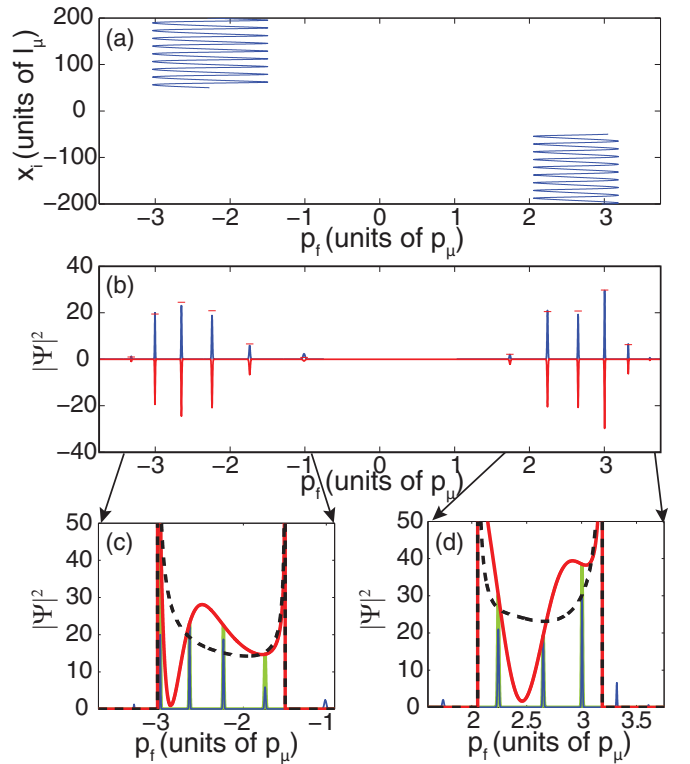 (a)
x_i (units of l_μ)
200
100
0
−100
−200
−3 −2 −1 0 1 2 3
p_f (units of p_μ)
(b)
|Ψ|²
40
20
0
−20
−40
−3 −2 −1 0 1 2 3
p_f (units of p_μ)
(c)
|Ψ|²
50
40
30
20
10
0
−3 −2 −1
p_f (units of p_μ)
(d)
|Ψ|²
50
40
30
20
10
0
2 2.5 3 3.5
p_f (units of p_μ)